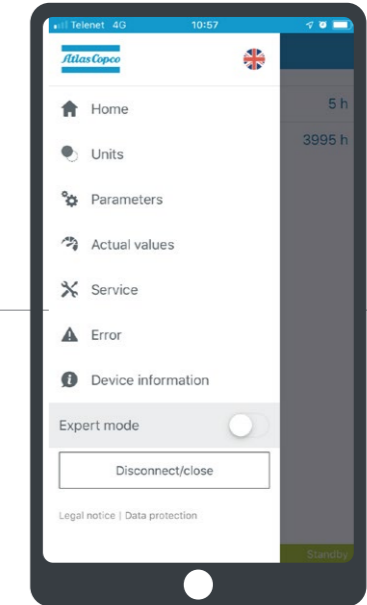 Telenet 4G 10:57
Atlas Copco
Home
5 h
Units
3995 h
Parameters
Actual values
Service
Error
Device information
Expert mode
Disconnect/close
Legal notice | Data protection
Standby